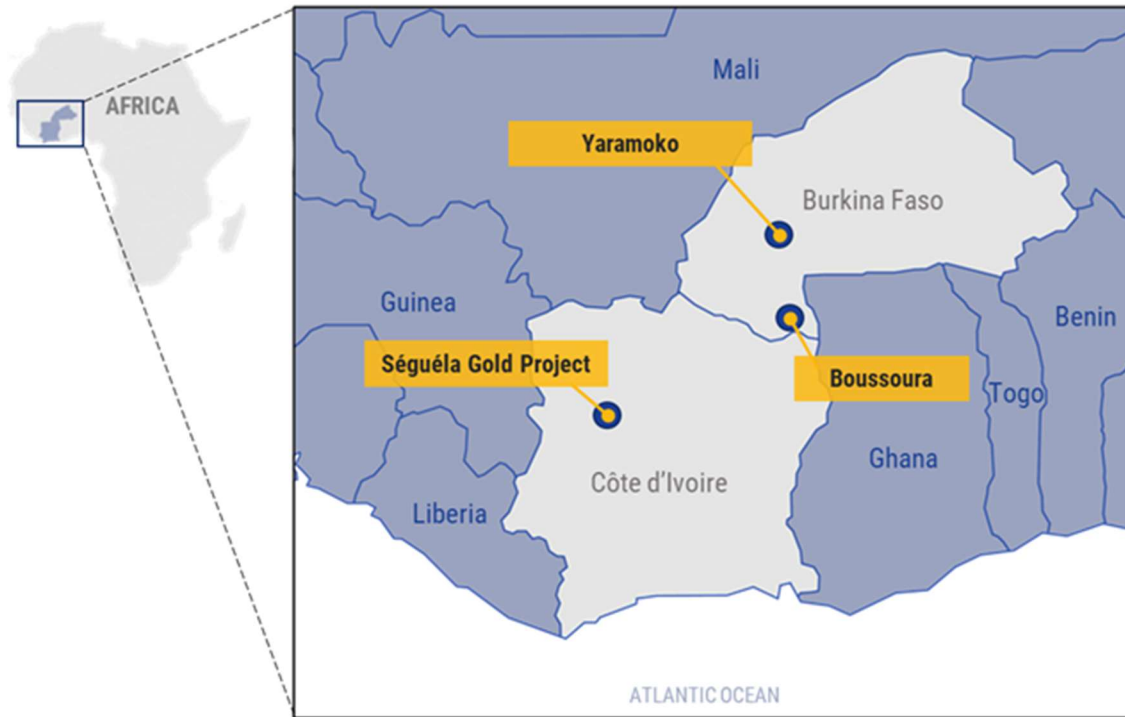 AFRICA
Mali
Yaramoko
Burkina Faso
Guinea
Benin
Séguéla Gold Project
Boussoura
Togo
Ghana
Côte d'Ivoire
Liberia
ATLANTIC OCEAN